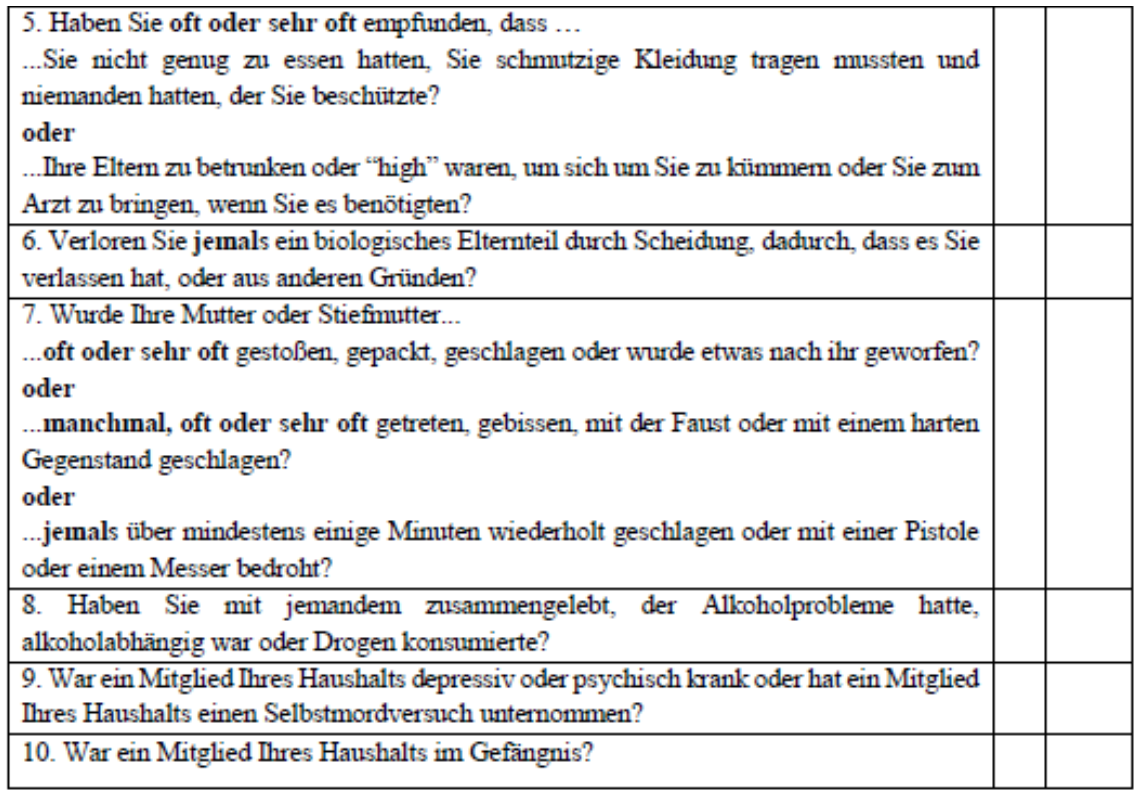 5. Haben Sie oft oder sehr oft empfunden, dass …
...Sie nicht genug zu essen hatten, Sie schmutzige Kleidung tragen mussten und
niemanden hatten, der Sie beschützte?
oder
...Ihre Eltern zu betrunken oder “high” waren, um sich um Sie zu kümmern oder Sie zum
Arzt zu bringen, wenn Sie es benötigten?
6. Verloren Sie jemals ein biologisches Elternteil durch Scheidung, dadurch, dass es Sie
verlassen hat, oder aus anderen Gründen?
7. Wurde Ihre Mutter oder Stiefmutter...
...oft oder sehr oft gestoßen, gepackt, geschlagen oder wurde etwas nach ihr geworfen?
oder
...manchmal, oft oder sehr oft getreten, gebissen, mit der Faust oder mit einem harten
Gegenstand geschlagen?
oder
...jemals über mindestens einige Minuten wiederholt geschlagen oder mit einer Pistole
oder einem Messer bedroht?
8. Haben Sie mit jemandem zusammengelebt, der Alkoholprobleme hatte,
alkoholabhängig war oder Drogen konsumierte?
9. War ein Mitglied Ihres Haushalts depressiv oder psychisch krank oder hat ein Mitglied
Ihres Haushalts einen Selbstmordversuch unternommen?
10. War ein Mitglied Ihres Haushalts im Gefängnis?